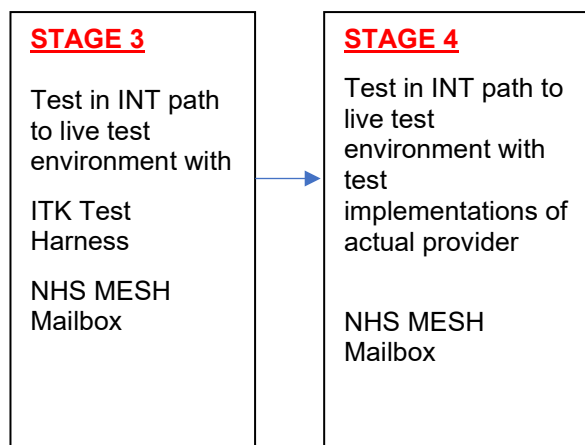 STAGE 3
Test in INT path
to live test
environment with
ITK Test
Harness
NHS MESH
Mailbox
STAGE 4
Test in INT path to
live test
environment with
test
implementations of
actual provider
NHS MESH
Mailbox